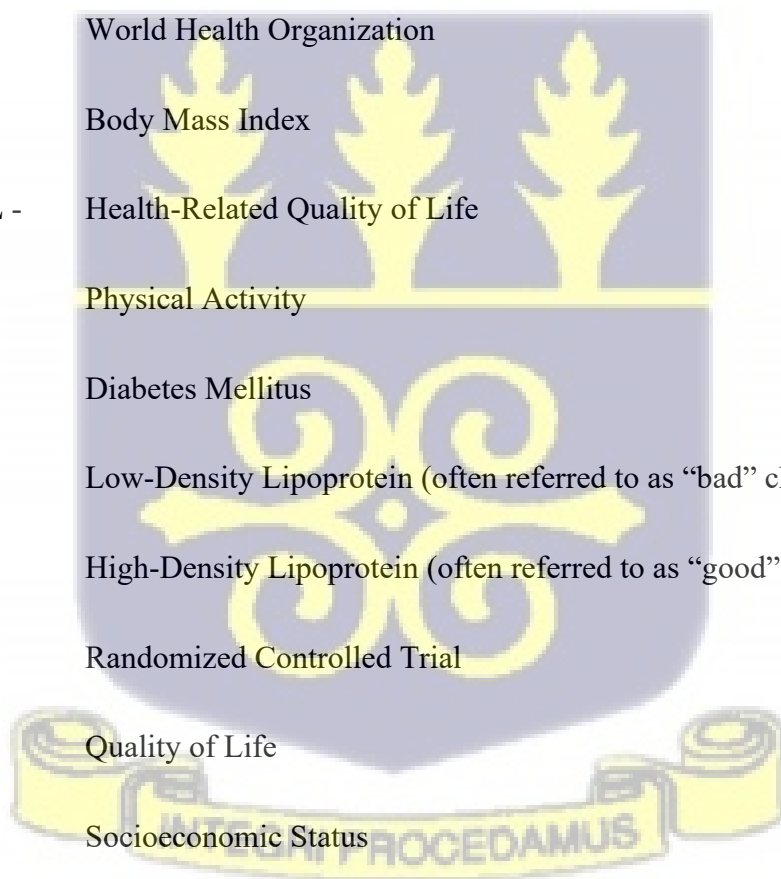 World Health Organization
Body Mass Index
- Health-Related Quality of Life
Physical Activity
Diabetes Mellitus
Low-Density Lipoprotein (often referred to as “bad”
High-Density Lipoprotein (often referred to as “good”
Randomized Controlled Trial
Quality of Life
Socioeconomic Status
INTEGRI PROCEDAMUS